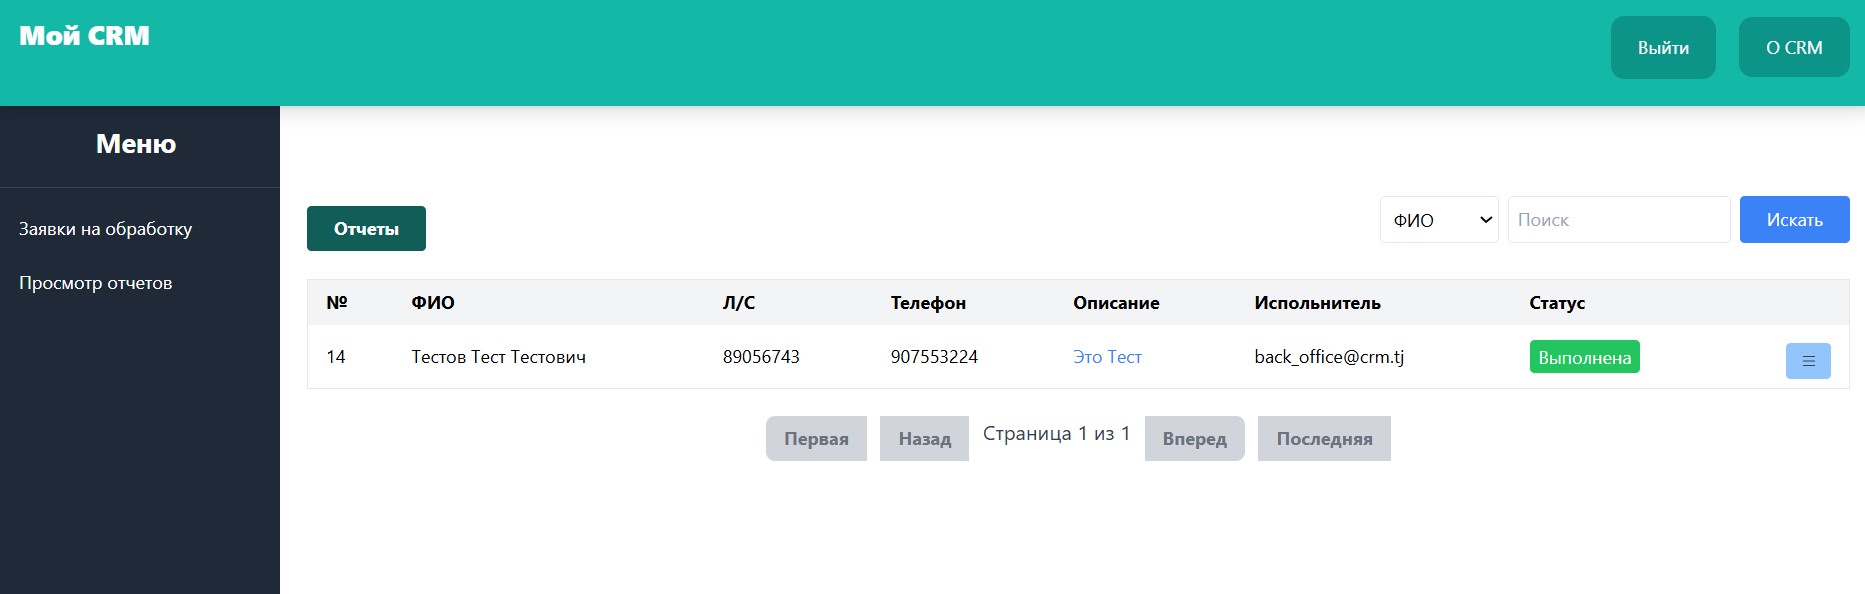 Мой CRM
Выйти
О CRM
Меню
Заявки на обработку
Просмотр отчетов
Отчеты
ФИО
Поиск
Искать
№ ФИО Л/С Телефон Описание Испольнитель Статус
14 Тестов Тест Тестович 89056743 907553224 Это Тест back_office@crm.tj Выполнена
Первая Назад Страница 1 из 1 Вперед Последняя